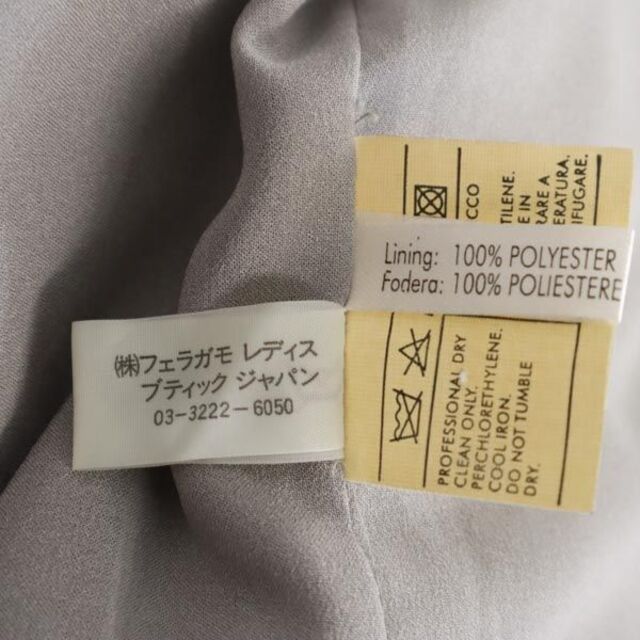 ㈱フェラガモ レディス
ブティック ジャパン
03-3222-6050
Lining: 100% POLYESTER
Fodera: 100% POLIESTERE
PROFESSIONAL DRY
CLEAN ONLY.
PERCHLORETHYLENE.
COOL IRON.
DO NOT TUMBLE
DRY.